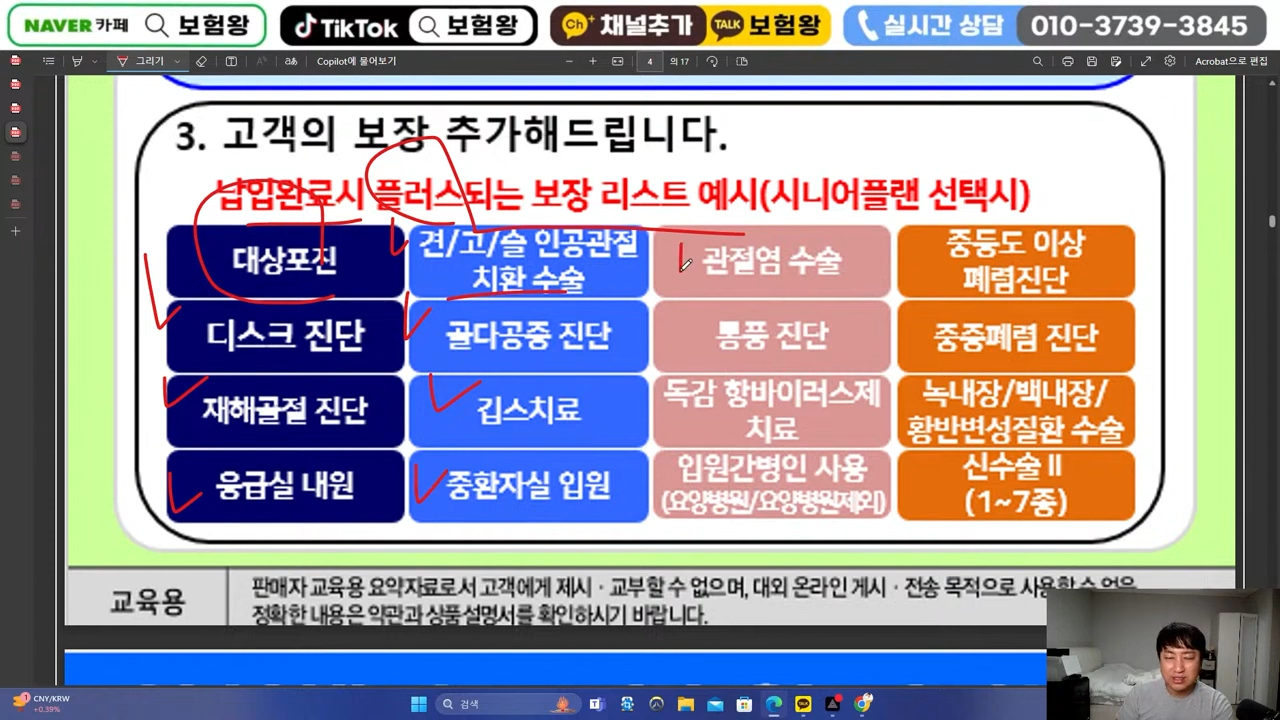 NAVER 카페 보험왕 TikTok 보험왕 Ch+ 채널추가 TALK 보험왕 실시간 상담 010-3739-3845
그리기 aあ Copilot에 물어보기 4 의 17 Acrobat으로 편집
3. 고객의 보장 추가해드립니다.
납입완료시 플러스되는 보장 리스트 예시(시니어플랜 선택시)
대상포진
견/고/슬 인공관절
치환 수술
관절염 수술
중등도 이상
폐렴진단
디스크 진단
골다공증 진단
통풍 진단
중증폐렴 진단
재해골절 진단
깁스치료
독감 항바이러스제
치료
녹내장/백내장/
황반변성질환 수술
응급실 내원
중환자실 입원
입원간병인 사용
(요양병원/요양병원제외)
신수술Ⅱ
(1~7종)
교육용
판매자 교육용 요약자료로서 고객에게 제시·교부할 수 없으며, 대외 온라인 게시·전송 목적으로 사용할 수 없음
정확한 내용은 약관과 상품설명서를 확인하시기 바랍니다.
CNY/KRW
+0.39%
검색